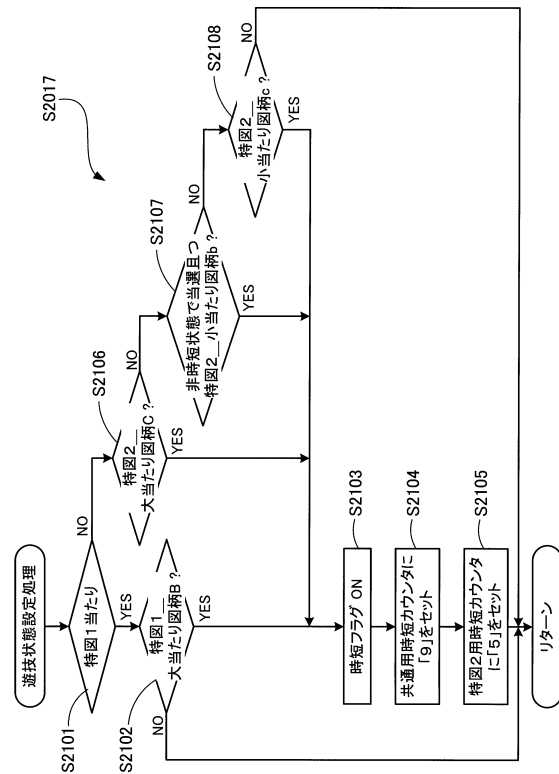 S2017
遊技状態設定処理
S2101
特図1当たり
NO
YES
S2102
特図1__
大当たり図柄B？
NO
YES
S2106
特図2__
大当たり図柄C？
NO
YES
S2107
非時短状態で当選且つ
特図2__小当たり図柄b？
NO
YES
S2108
特図2__
小当たり図柄c？
NO
YES
S2103
時短フラグ ON
S2104
共通用時短カウンタに
「9」をセット
S2105
特図2用時短カウンタ
に「5」をセット
リターン